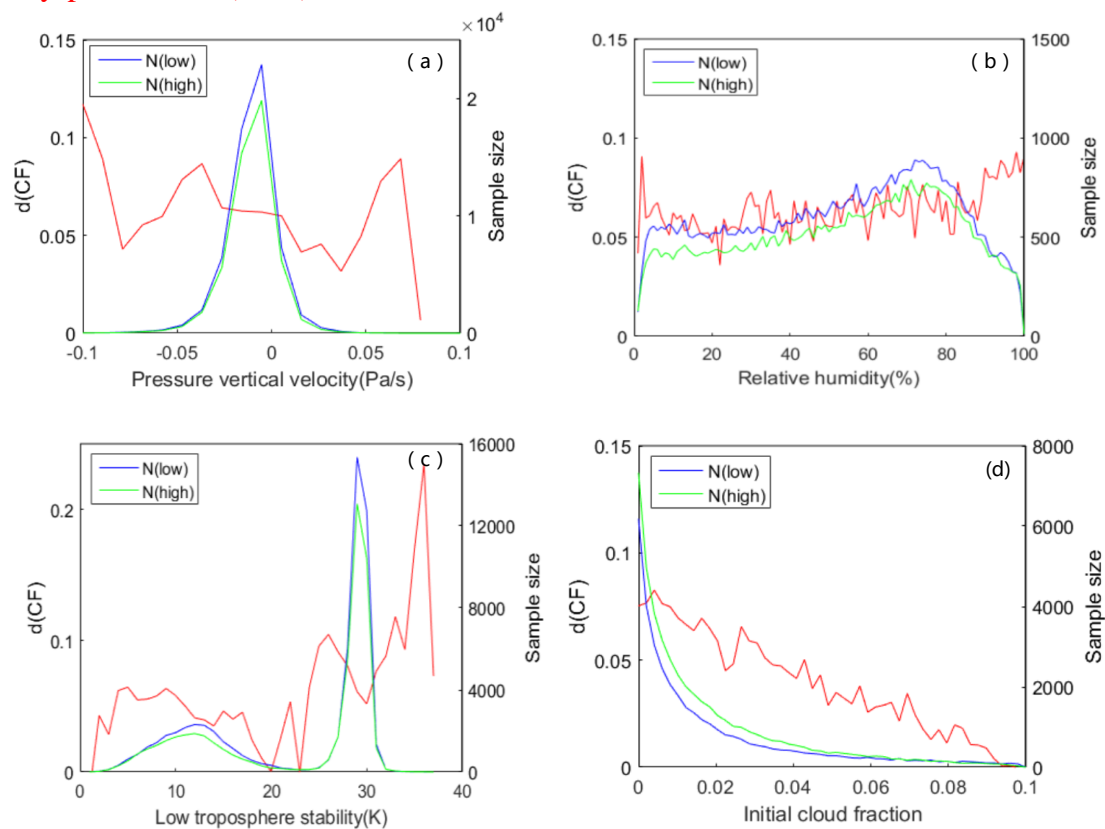 ×10⁴
0.15
N(low)
N(high)
( a )
0.1
0.05
0
2
1
0
d(CF)
Sample size
-0.1 -0.05 0 0.05 0.1
Pressure vertical velocity(Pa/s)
0.15
N(low)
N(high)
( b )
0.1
0.05
0
1500
1000
500
0
d(CF)
Sample size
0 20 40 60 80 100
Relative humidity(%)
N(low)
N(high)
( c )
0.2
0.1
0
16000
12000
8000
4000
0
d(CF)
Sample size
0 10 20 30 40
Low troposphere stability(K)
0.15
N(low)
N(high)
(d)
0.1
0.05
0
8000
6000
4000
2000
0
d(CF)
Sample size
0 0.02 0.04 0.06 0.08 0.1
Initial cloud fraction